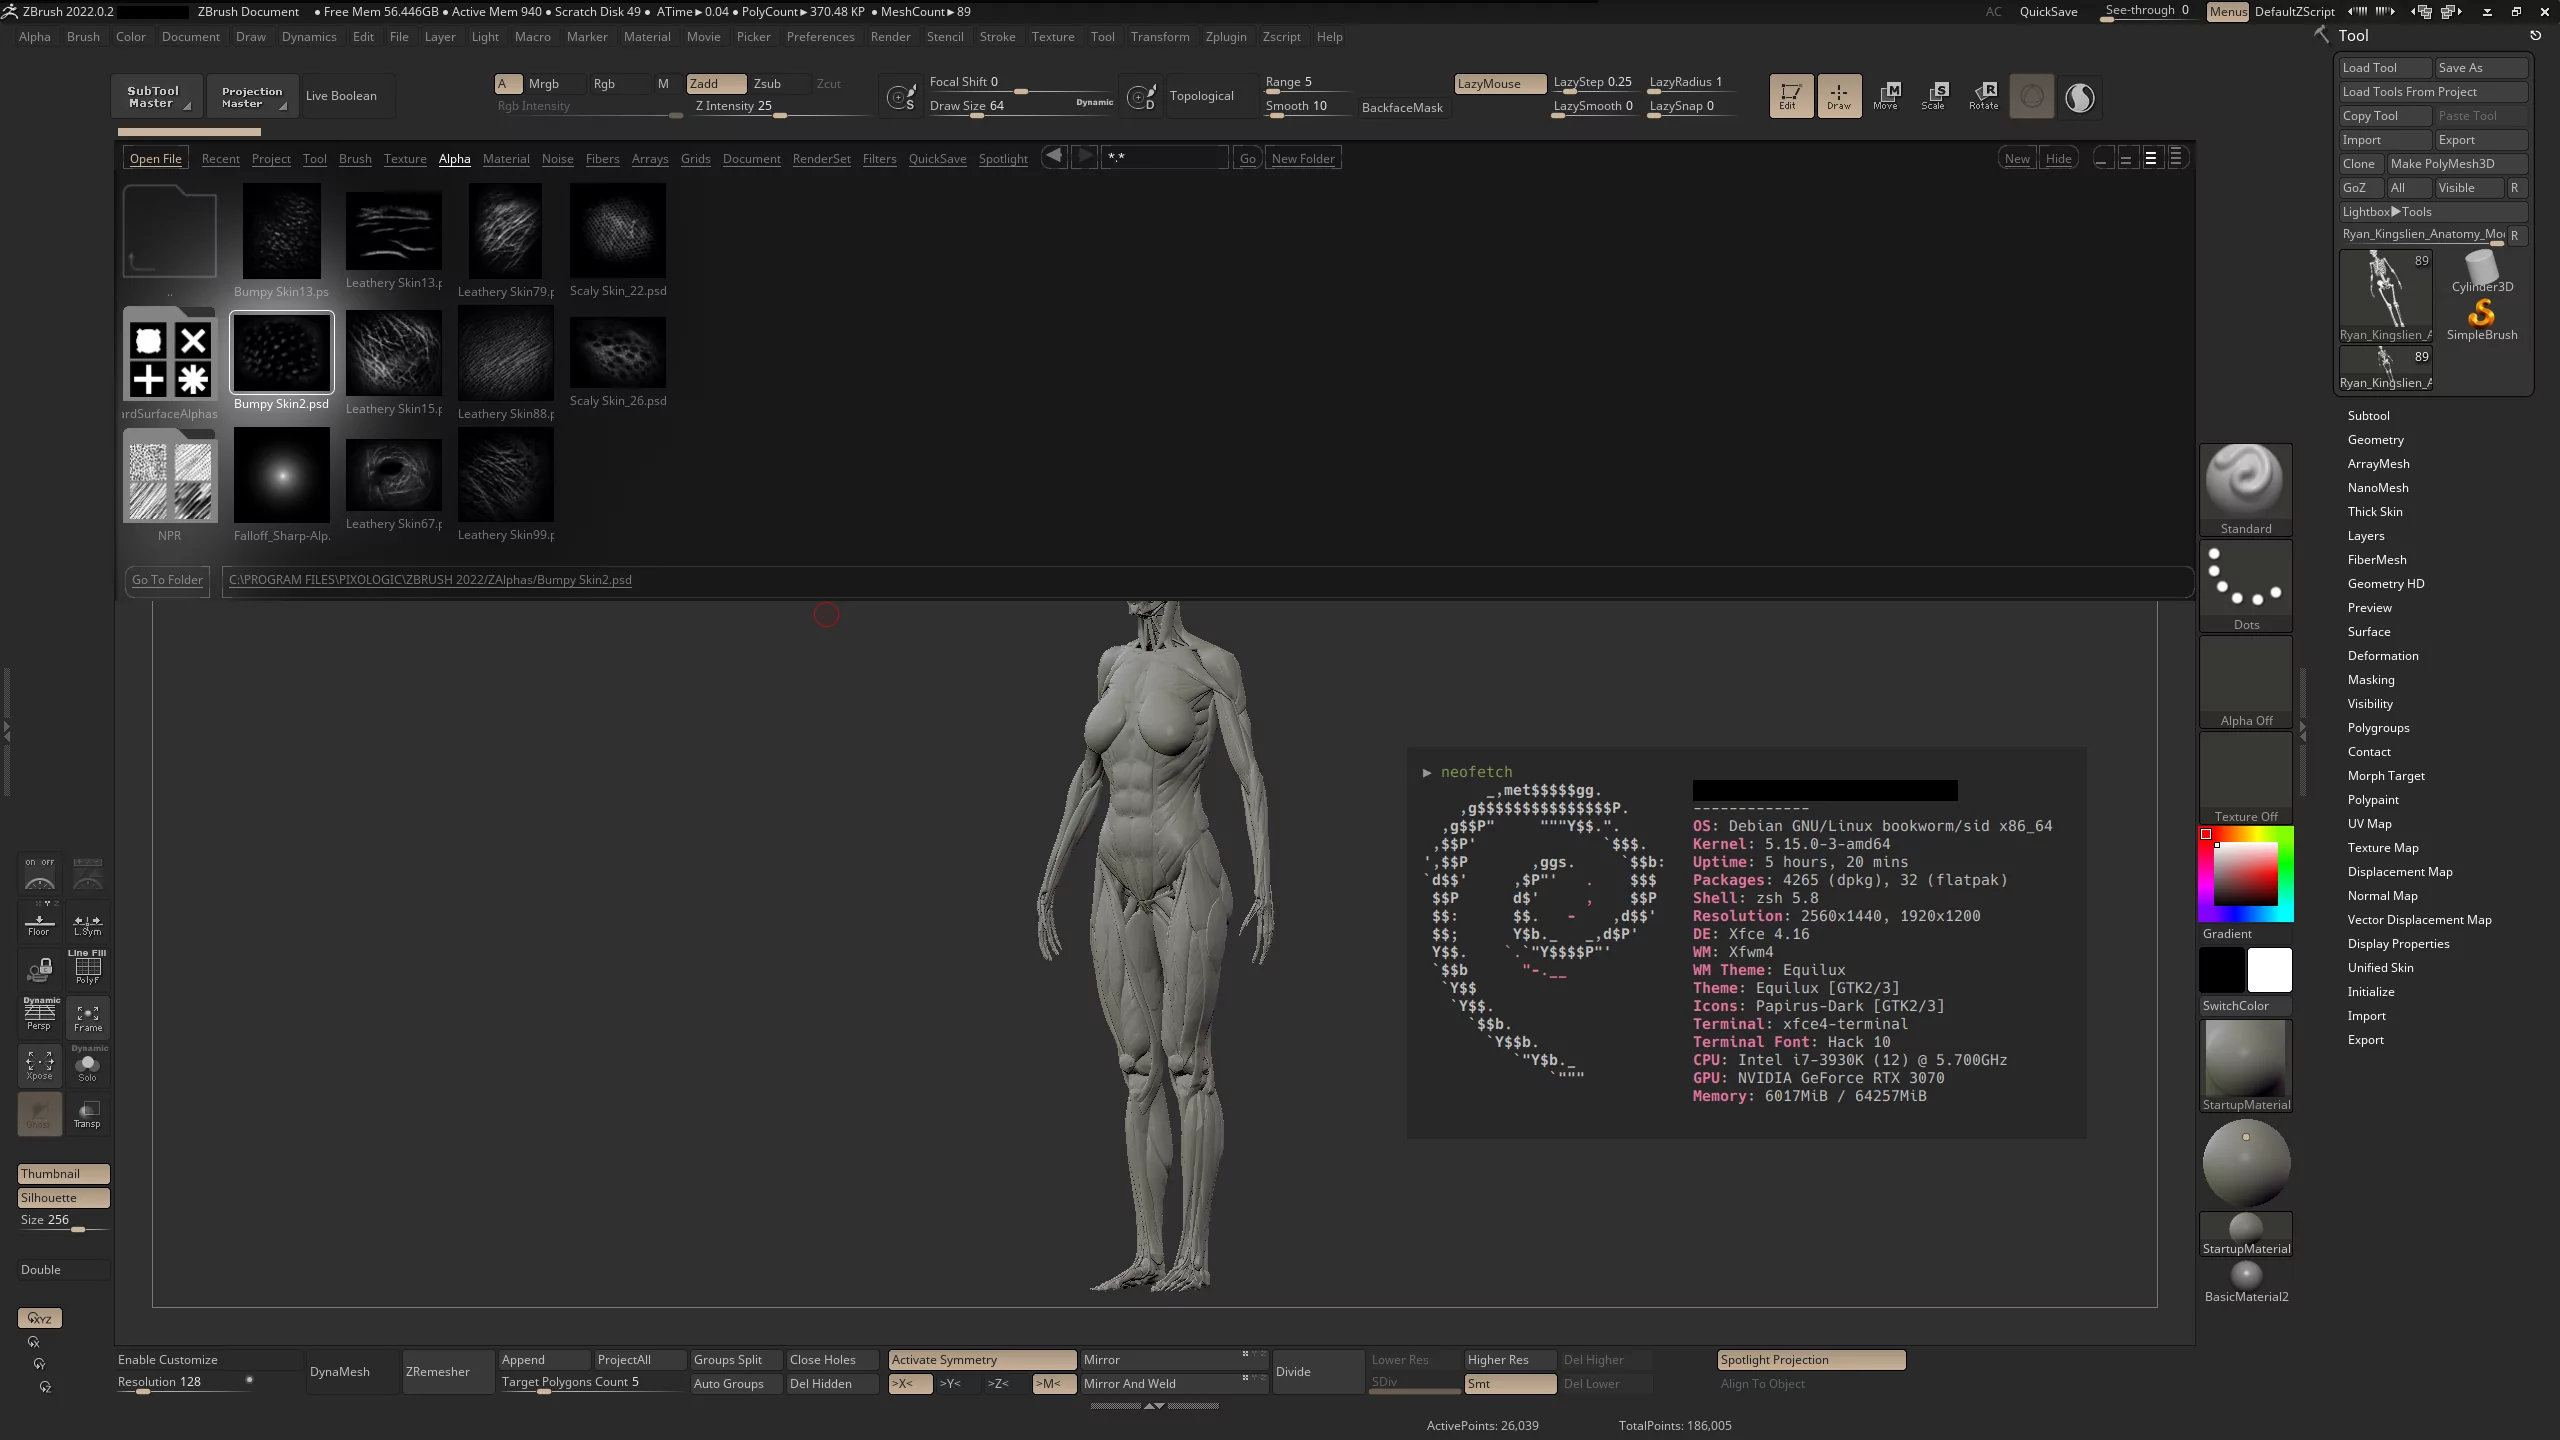 ZBrush 2022.0.2 ZBrush Document • Free Mem 56.446GB • Active Mem 940 • Scratch Disk 49 • ATime▸0.04 • PolyCount▸370.48 KP • MeshCount▸89 AC QuickSave See-through 0 Menus DefaultZScript
Alpha Brush Color Document Draw Dynamics Edit File Layer Light Macro Marker Material Movie Picker Preferences Render Stencil Stroke Texture Tool Transform Zplugin Zscript Help
SubTool Master
Projection Master
Live Boolean
A Mrgb Rgb M Zadd Zsub Zcut
Rgb Intensity Z Intensity 25
S
Focal Shift 0
Draw Size 64 Dynamic
D
Topological
Range 5
Smooth 10
BackfaceMask
LazyMouse LazyStep 0.25 LazyRadius 1
LazySmooth 0 LazySnap 0
Edit Draw Move Scale Rotate
Open File Recent Project Tool Brush Texture Alpha Material Noise Fibers Arrays Grids Document RenderSet Filters QuickSave Spotlight *.* Go New Folder New Hide
..
Bumpy Skin13.ps
Leathery Skin13.p
Leathery Skin79.p
Scaly Skin_22.psd
ardSurfaceAlphas
Bumpy Skin2.psd
Leathery Skin15.p
Leathery Skin88.p
Scaly Skin_26.psd
NPR
Falloff_Sharp-Alp.
Leathery Skin67.p
Leathery Skin99.p
Go To Folder C:\PROGRAM FILES\PIXOLOGIC\ZBRUSH 2022/ZAlphas/Bumpy Skin2.psd
▶ neofetch
_,met$$$$$gg.
,g$$$$$$$$$$$$$$$P.
,g$$P" """Y$$.".
,$$P' `$$$.
',$$P ,ggs. `$$b:
`d$$' ,$P"' . $$$
$$P d$' , $$P
$$: $$. - ,d$$'
$$; Y$b._ _,d$P'
Y$$. `.`"Y$$$$P"'
`$$b "-.__
`Y$$
`Y$$.
`$$b.
`Y$$b.
`"Y$b._
`"""
-------------
OS: Debian GNU/Linux bookworm/sid x86_64
Kernel: 5.15.0-3-amd64
Uptime: 5 hours, 20 mins
Packages: 4265 (dpkg), 32 (flatpak)
Shell: zsh 5.8
Resolution: 2560x1440, 1920x1200
DE: Xfce 4.16
WM: Xfwm4
WM Theme: Equilux
Theme: Equilux [GTK2/3]
Icons: Papirus-Dark [GTK2/3]
Terminal: xfce4-terminal
Terminal Font: Hack 10
CPU: Intel i7-3930K (12) @ 5.700GHz
GPU: NVIDIA GeForce RTX 3070
Memory: 6017MiB / 64257MiB
on off
Floor L.Sym
Line Fill
PolyF
Dynamic
Persp Frame
Xpose
Dynamic
Solo
Ghost Transp
Thumbnail
Silhouette
Size 256
Double
XYZ
X
Y
Z
Standard
Dots
Alpha Off
Texture Off
Gradient
SwitchColor
StartupMaterial
StartupMaterial
BasicMaterial2
Tool
Load Tool Save As
Load Tools From Project
Copy Tool Paste Tool
Import Export
Clone Make PolyMesh3D
GoZ All Visible R
Lightbox▶Tools
Ryan_Kingslien_Anatomy_Mo R
89
Cylinder3D
Ryan_Kingslien_A SimpleBrush
89
Ryan_Kingslien_A
Subtool
Geometry
ArrayMesh
NanoMesh
Thick Skin
Layers
FiberMesh
Geometry HD
Preview
Surface
Deformation
Masking
Visibility
Polygroups
Contact
Morph Target
Polypaint
UV Map
Texture Map
Displacement Map
Normal Map
Vector Displacement Map
Display Properties
Unified Skin
Initialize
Import
Export
Enable Customize
Resolution 128
DynaMesh
ZRemesher
Append ProjectAll Groups Split Close Holes
Target Polygons Count 5 Auto Groups Del Hidden
Activate Symmetry
>X< >Y< >Z< >M<
Mirror
Mirror And Weld
Divide
Lower Res Higher Res Del Higher
SDiv Smt Del Lower
Spotlight Projection
Align To Object
ActivePoints: 26,039 TotalPoints: 186,005